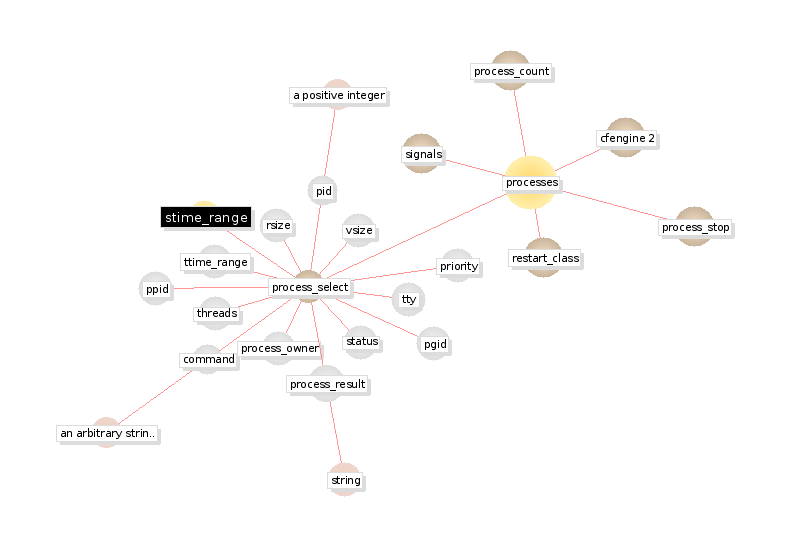 process_count
a positive integer
cfengine 2
signals
processes
pid
stime_range
rsize
vsize
process_stop
restart_class
ttime_range
priority
ppid
process_select
tty
threads
status
pgid
process_owner
command
process_result
an arbitrary strin..
string